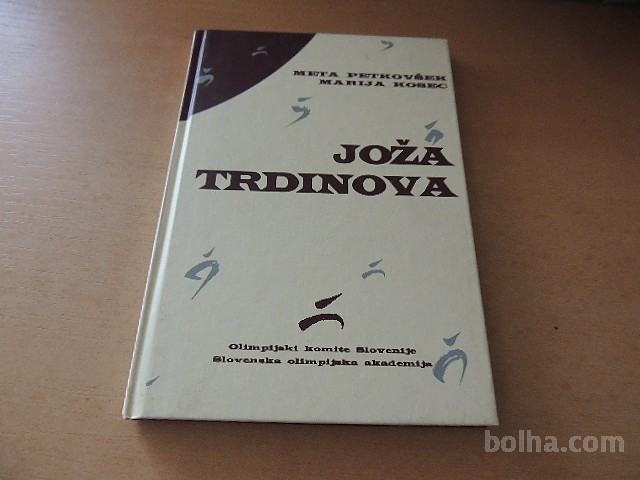 META PETKOVŠEK
MARIJA KOSEC
JOŽA
TRDINOVA
Olimpijski komite Slovenije
Slovenska olimpijska akademija
bolha.com